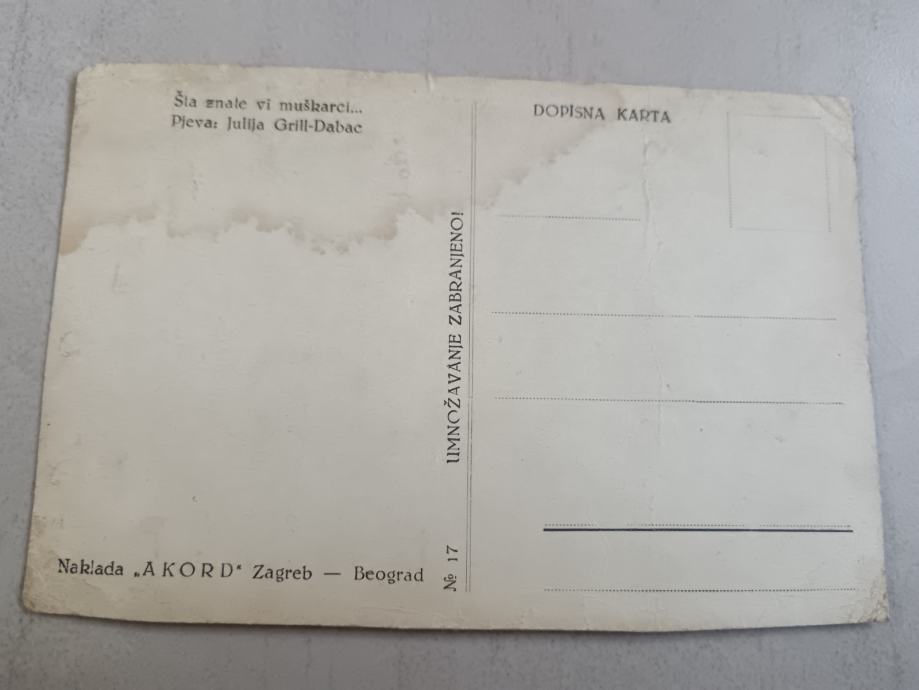 Šta znate vi muškarci...
Pjeva: Julija Grill-Dabac
DOPISNA KARTA
UMNOŽAVANJE ZABRANJENO!
№ 17
Naklada „AKORD“ Zagreb — Beograd